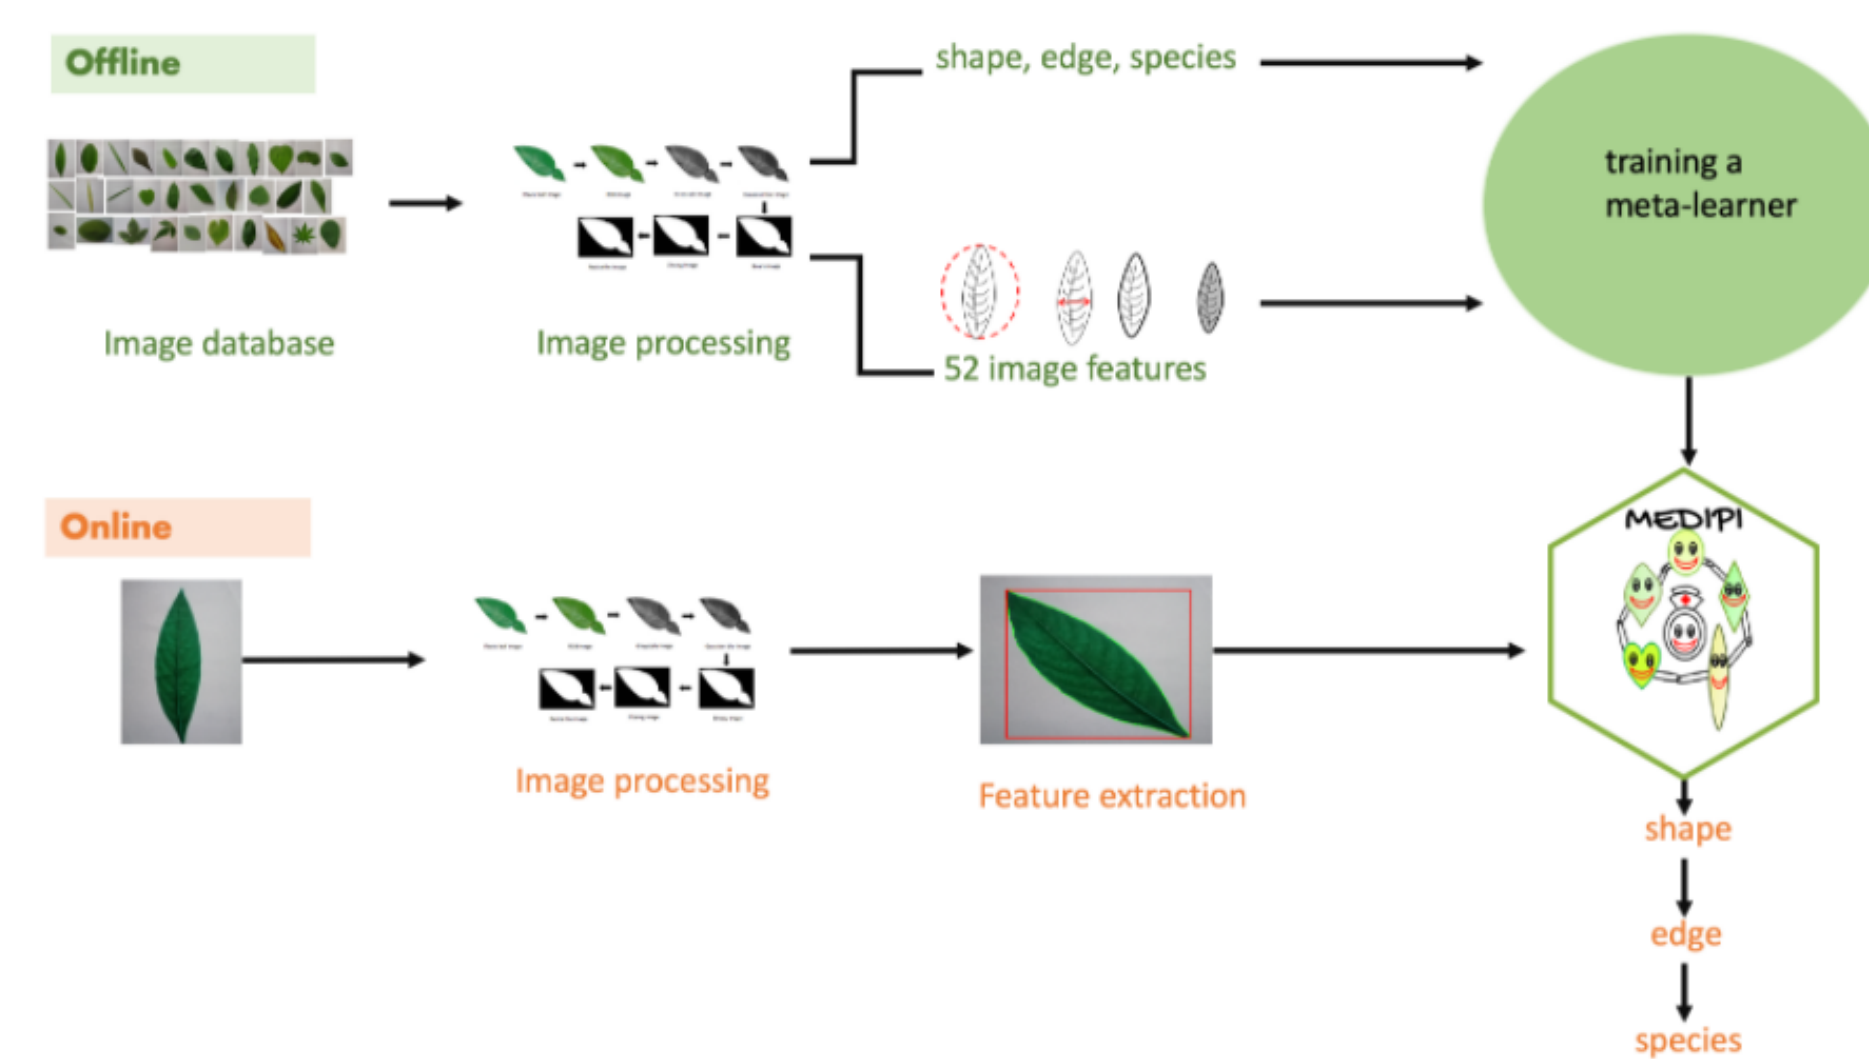 Offline
shape, edge, species
training a
meta-learner
Image database
Image processing
52 image features
Online
MEDIPI
Image processing
Feature extraction
shape
edge
species